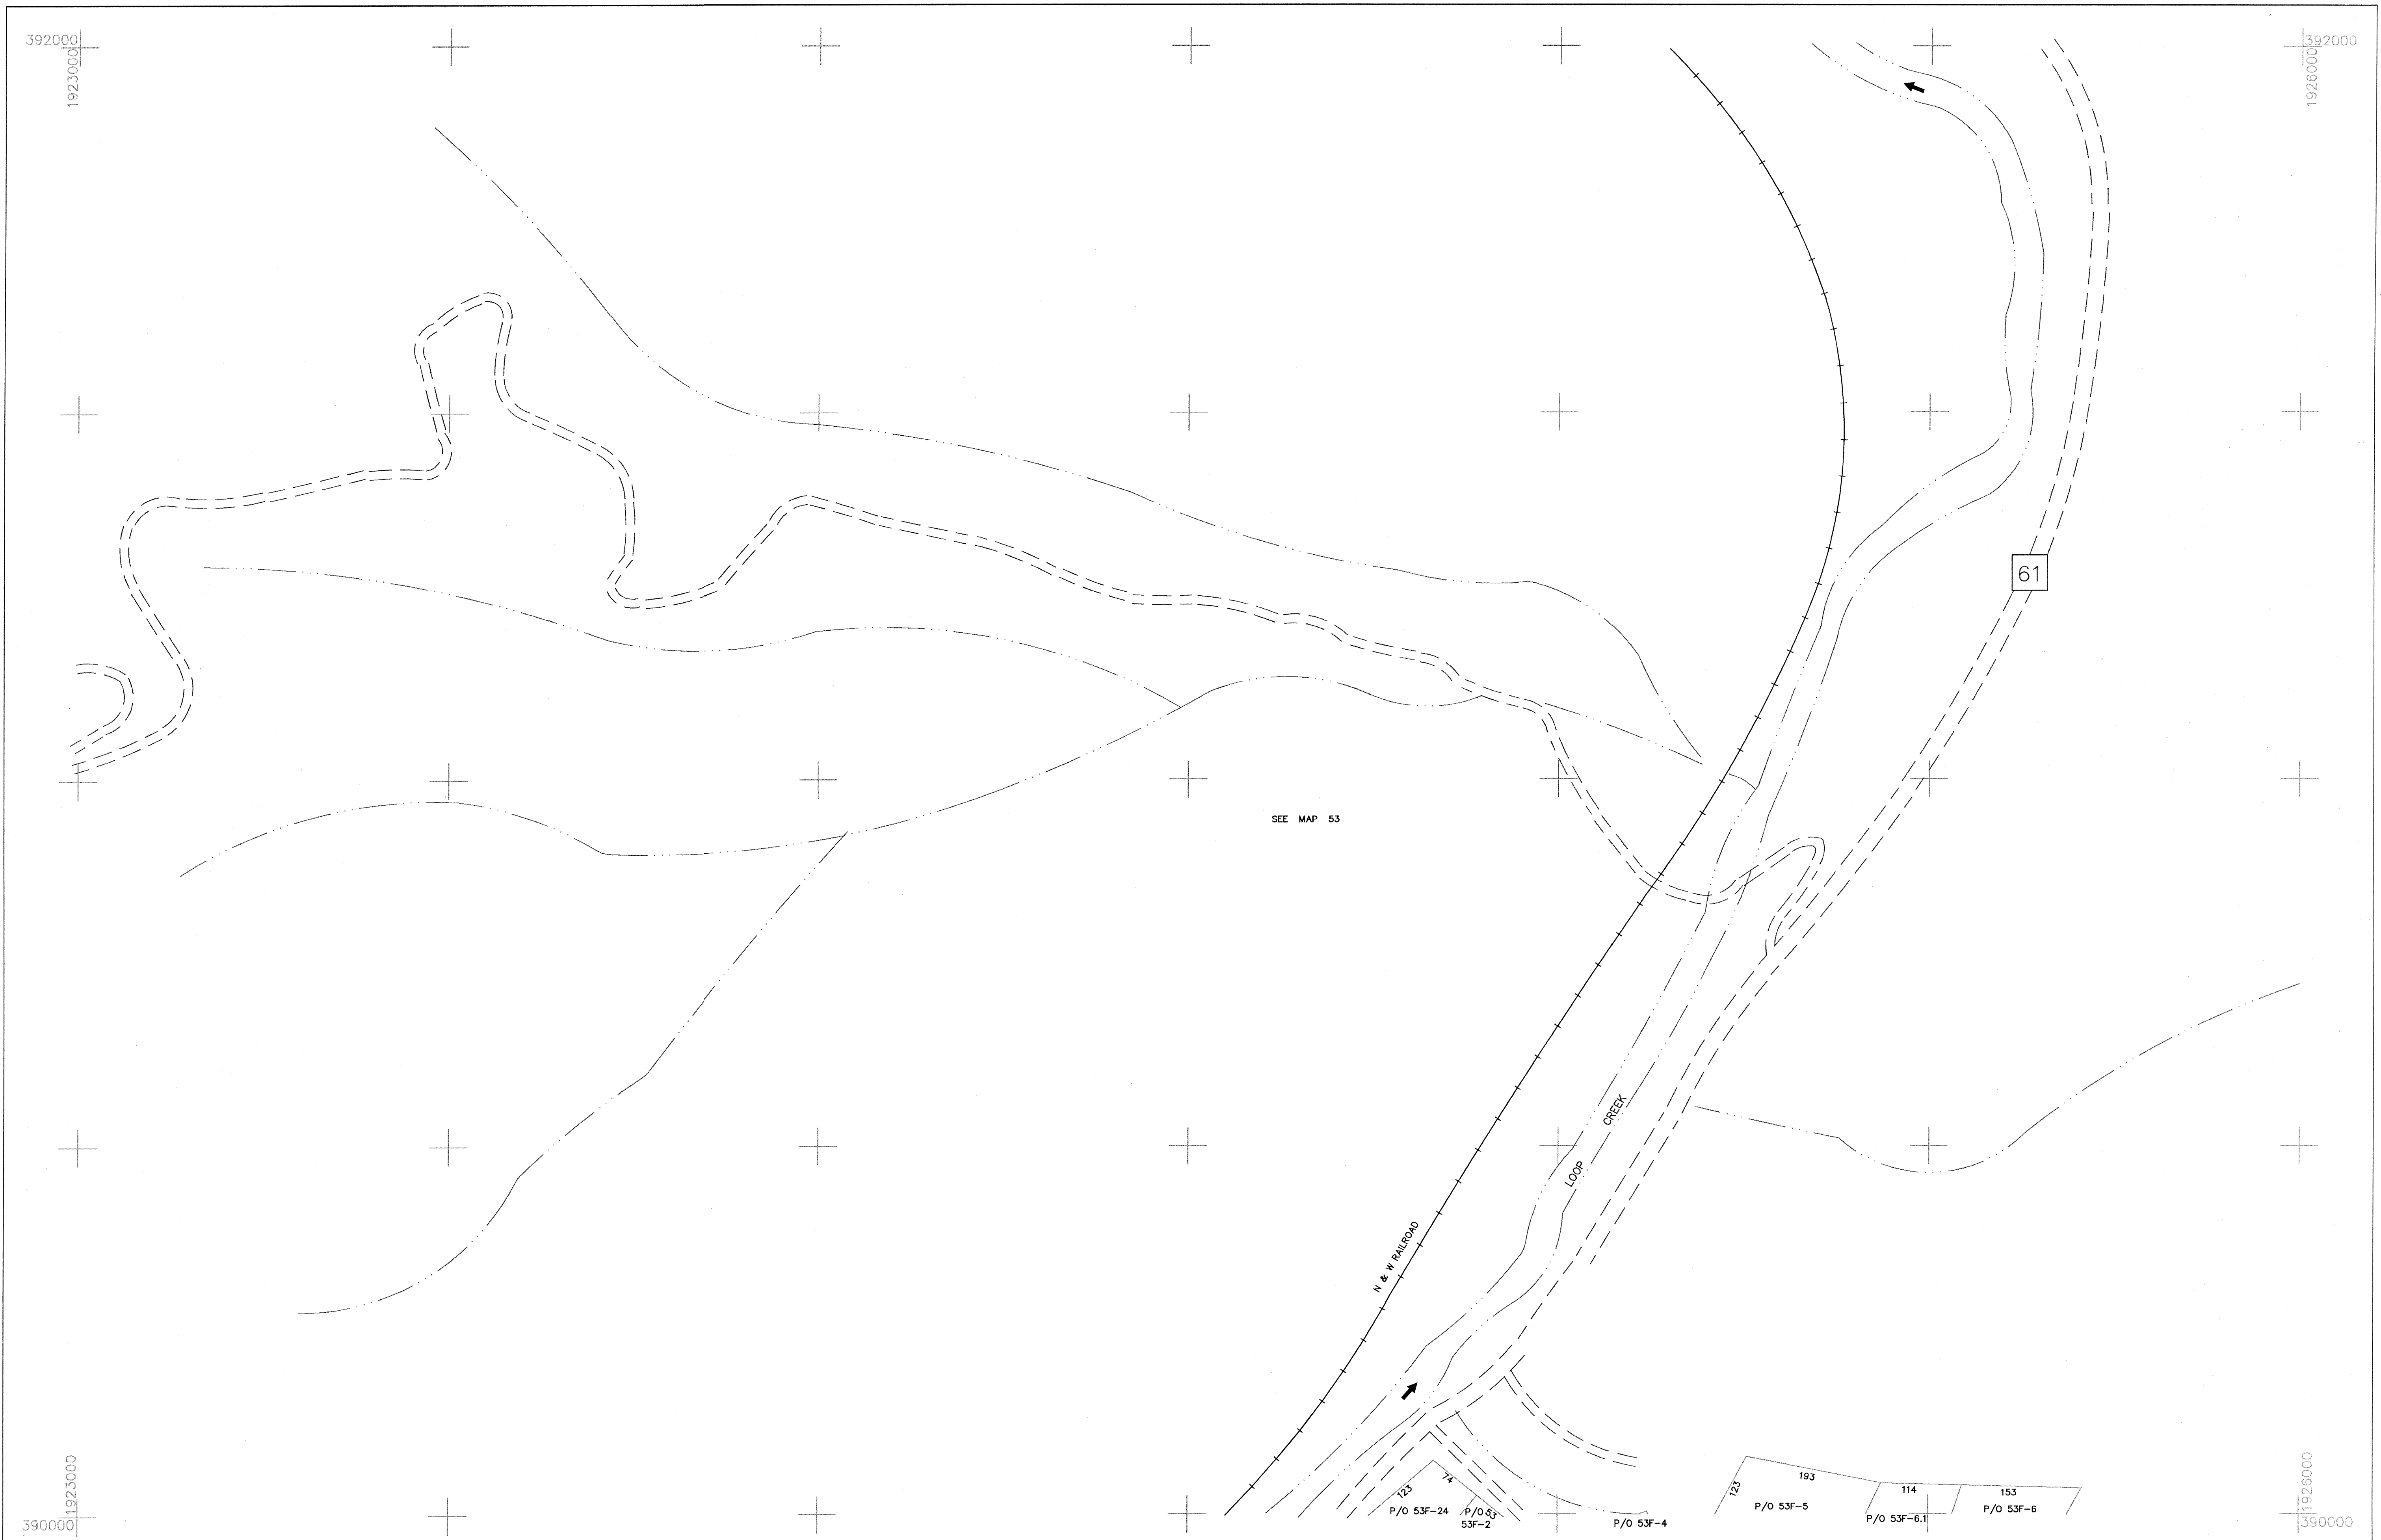 392000
1923000
392000
1926000
61
SEE MAP 53
LOOP CREEK
N & W RAILROAD
123
74
53
P/O 53F-24
P/O
53F-2
P/O 53F-4
123
193
P/O 53F-5
114
P/O 53F-6.1
153
P/O 53F-6
1923000
390000
1926000
390000